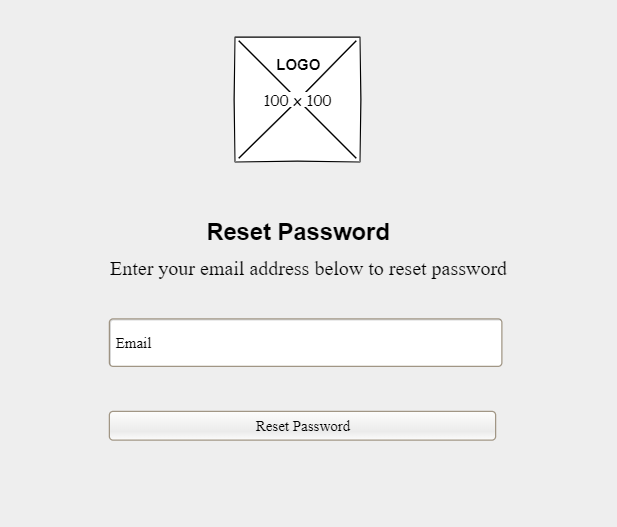 LOGO
100 x 100
Reset Password
Enter your email address below to reset password
Email
Reset Password